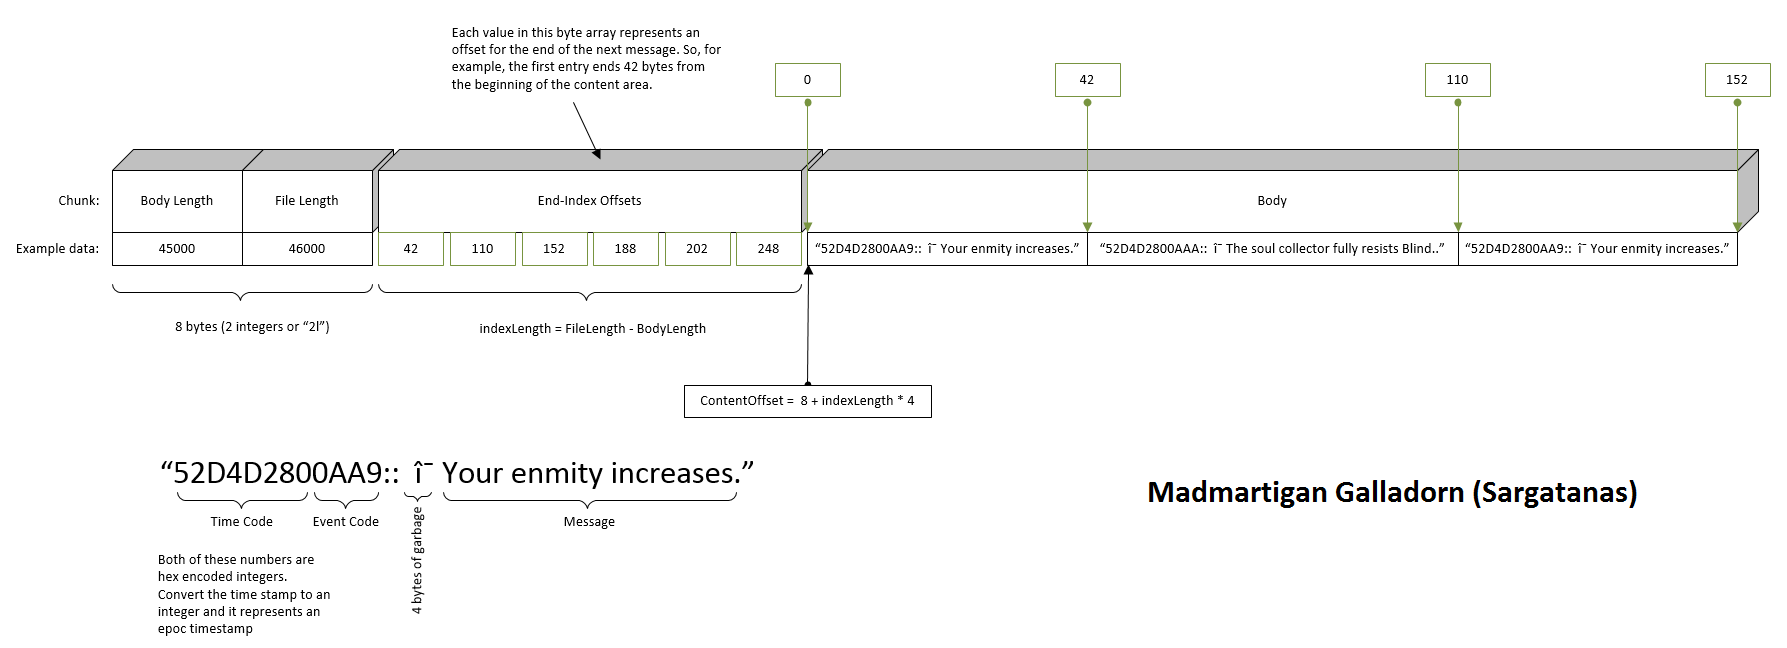 Each value in this byte array represents an
offset for the end of the next message. So, for
example, the first entry ends 42 bytes from
the beginning of the content area.
0
42
110
152
Chunk:
Body Length
File Length
End-Index Offsets
Body
Example data:
45000
46000
42
110
152
188
202
248
“52D4D2800AA9:: î¯ Your enmity increases.”
“52D4D2800AAA:: î¯ The soul collector fully resists Blind..”
“52D4D2800AA9:: î¯ Your enmity increases.”
8 bytes (2 integers or “2l”)
indexLength = FileLength - BodyLength
ContentOffset = 8 + indexLength * 4
“52D4D2800AA9:: î¯ Your enmity increases.”
Time Code
Event Code
4 bytes of garbage
Message
Both of these numbers are
hex encoded integers.
Convert the time stamp to an
integer and it represents an
epoc timestamp
Madmartigan Galladorn (Sargatanas)